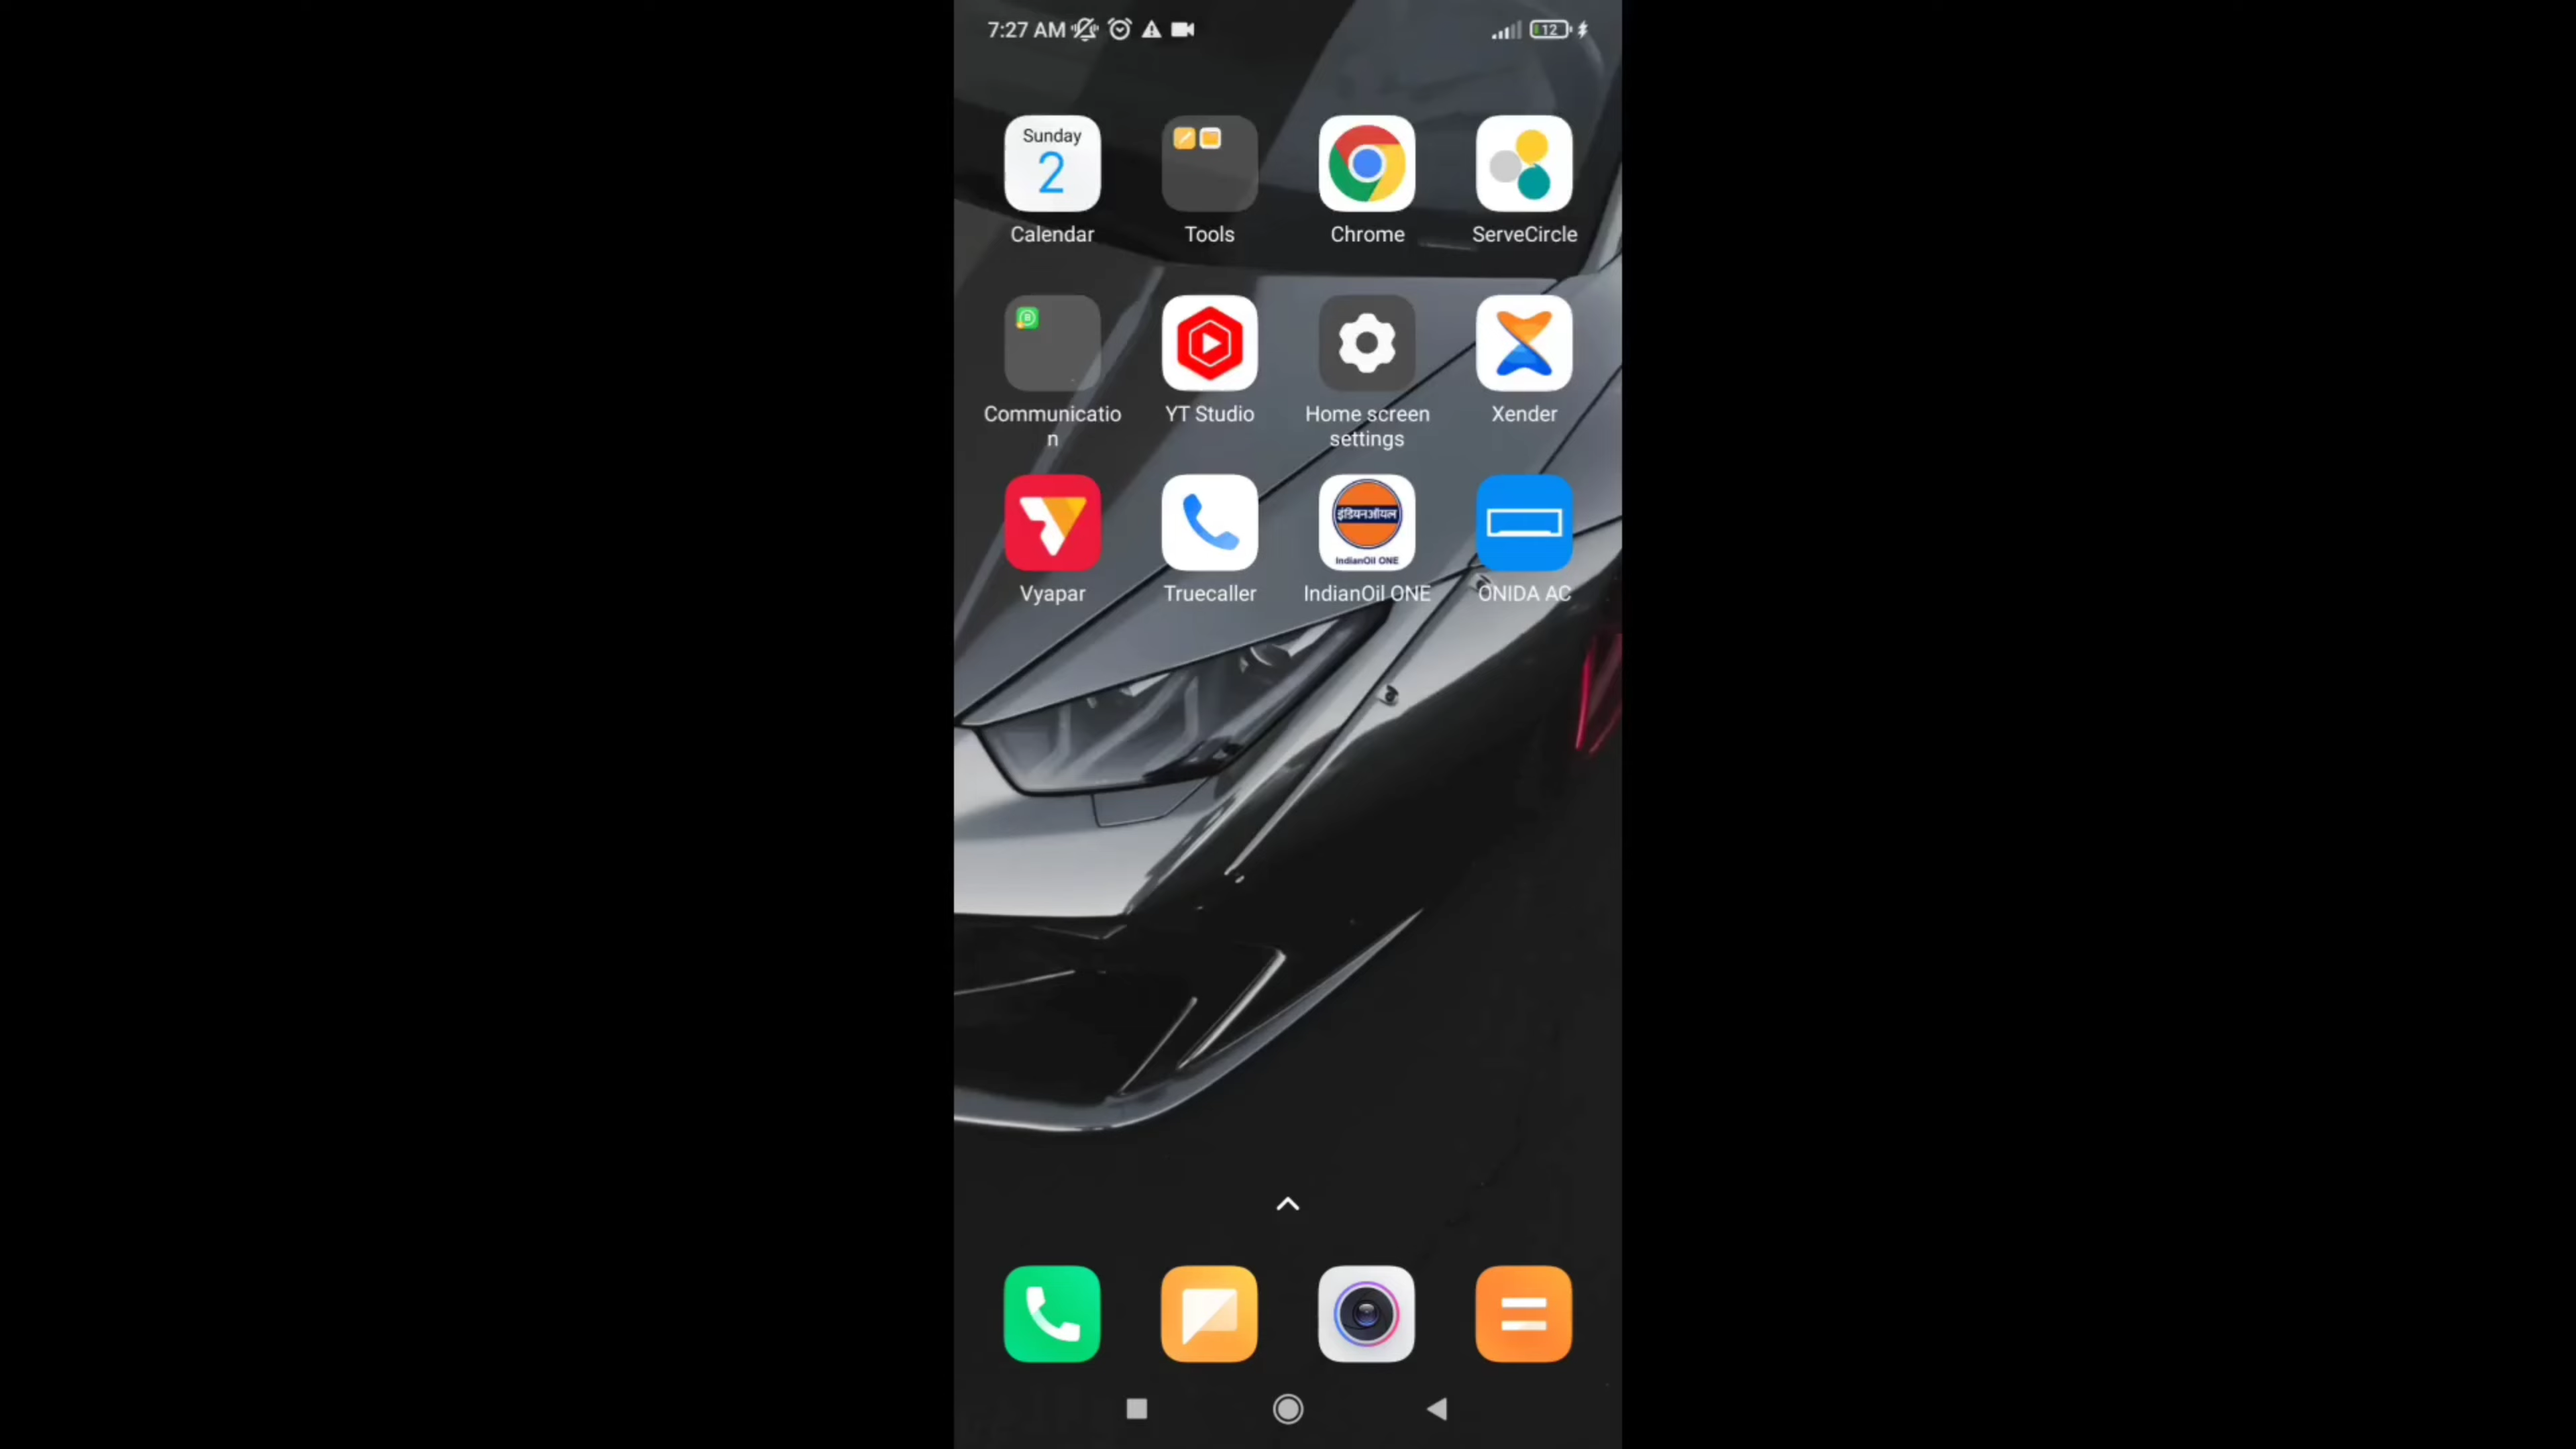 7:27 AM
12
Sunday
2
Calendar
Tools
Chrome
ServeCircle
Communicatio
n
YT Studio
Home screen
settings
Xender
इंडियनऑयल
IndianOil ONE
Vyapar
Truecaller
IndianOil ONE
ONIDA AC